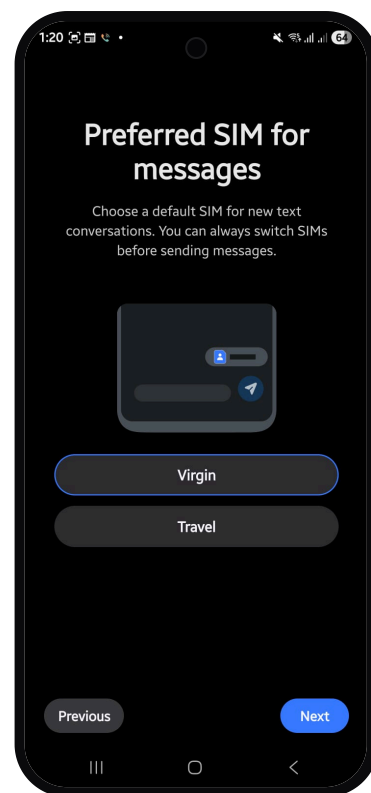 1:20
64
Preferred SIM for
messages
Choose a default SIM for new text
conversations. You can always switch SIMs
before sending messages.
Virgin
Travel
Previous
Next